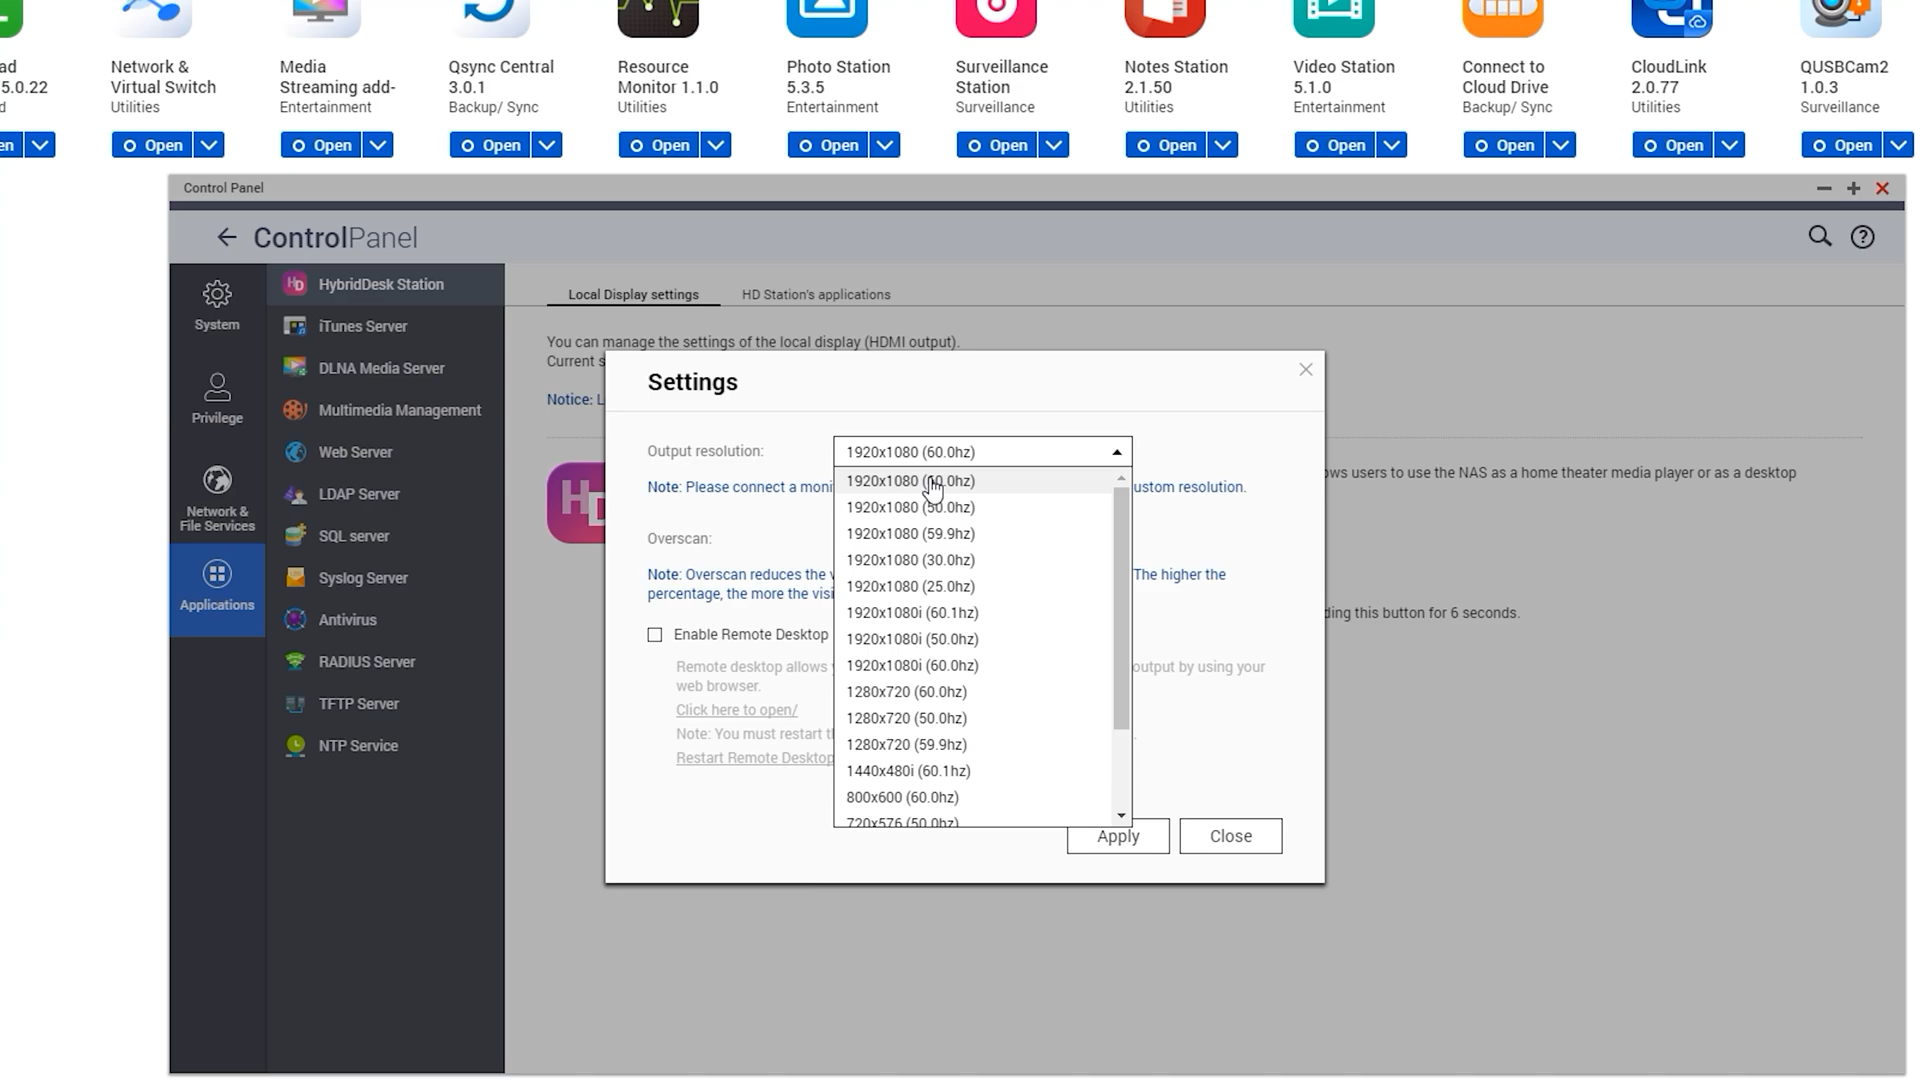 ad
5.0.22
d
en
Network &
Virtual Switch
Utilities
Open
Media
Streaming add-
Entertainment
Open
Qsync Central
3.0.1
Backup/ Sync
Open
Resource
Monitor 1.1.0
Utilities
Open
Photo Station
5.3.5
Entertainment
Open
Surveillance
Station
Surveillance
Open
Notes Station
2.1.50
Utilities
Open
Video Station
5.1.0
Entertainment
Open
Connect to
Cloud Drive
Backup/ Sync
Open
CloudLink
2.0.77
Utilities
Open
QUSBCam2
1.0.3
Surveillance
Open
Control Panel
ControlPanel
System
Privilege
Network &
File Services
Applications
HybridDesk Station
iTunes Server
DLNA Media Server
Multimedia Management
Web Server
LDAP Server
SQL server
Syslog Server
Antivirus
RADIUS Server
TFTP Server
NTP Service
Local Display settings
HD Station's applications
You can manage the settings of the local display (HDMI output).
Current s
Notice: L
HD
ows users to use the NAS as a home theater media player or as a desktop
ding this button for 6 seconds.
Settings
Output resolution:
1920x1080 (60.0hz)
Note: Please connect a moni
ustom resolution.
Overscan:
Note: Overscan reduces the v
The higher the
percentage, the more the visi
Enable Remote Desktop
Remote desktop allows y
output by using your
web browser.
Click here to open/
Note: You must restart th
Restart Remote Desktop
1920x1080 (60.0hz)
1920x1080 (50.0hz)
1920x1080 (59.9hz)
1920x1080 (30.0hz)
1920x1080 (25.0hz)
1920x1080i (60.1hz)
1920x1080i (50.0hz)
1920x1080i (60.0hz)
1280x720 (60.0hz)
1280x720 (50.0hz)
1280x720 (59.9hz)
1440x480i (60.1hz)
800x600 (60.0hz)
720x576 (50.0hz)
Apply
Close